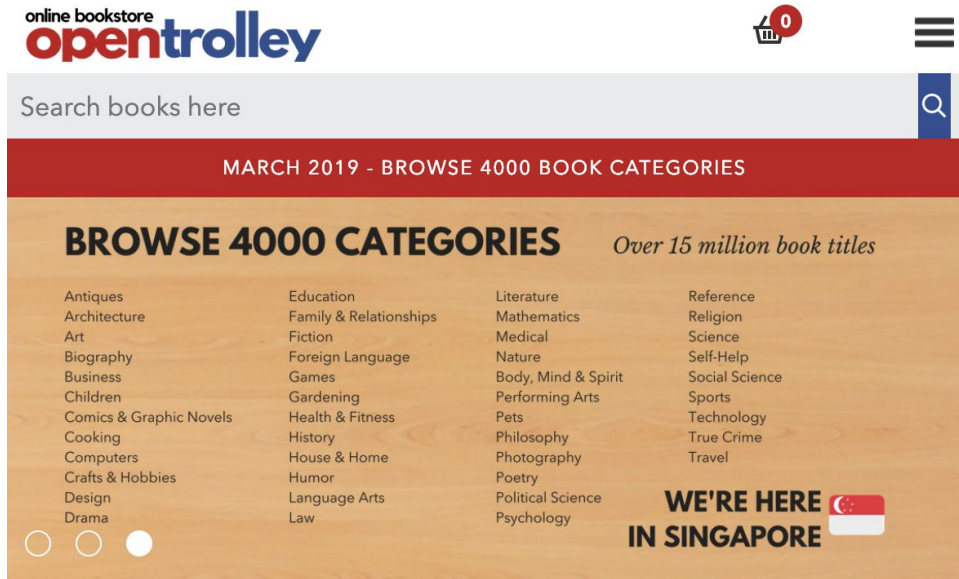 online bookstore
opentrolley
0
Search books here
MARCH 2019 - BROWSE 4000 BOOK CATEGORIES
BROWSE 4000 CATEGORIES
Over 15 million book titles
Antiques
Architecture
Art
Biography
Business
Children
Comics & Graphic Novels
Cooking
Computers
Crafts & Hobbies
Design
Drama
Education
Family & Relationships
Fiction
Foreign Language
Games
Gardening
Health & Fitness
History
House & Home
Humor
Language Arts
Law
Literature
Mathematics
Medical
Nature
Body, Mind & Spirit
Performing Arts
Pets
Philosophy
Photography
Poetry
Political Science
Psychology
Reference
Religion
Science
Self-Help
Social Science
Sports
Technology
True Crime
Travel
WE'RE HERE
IN SINGAPORE